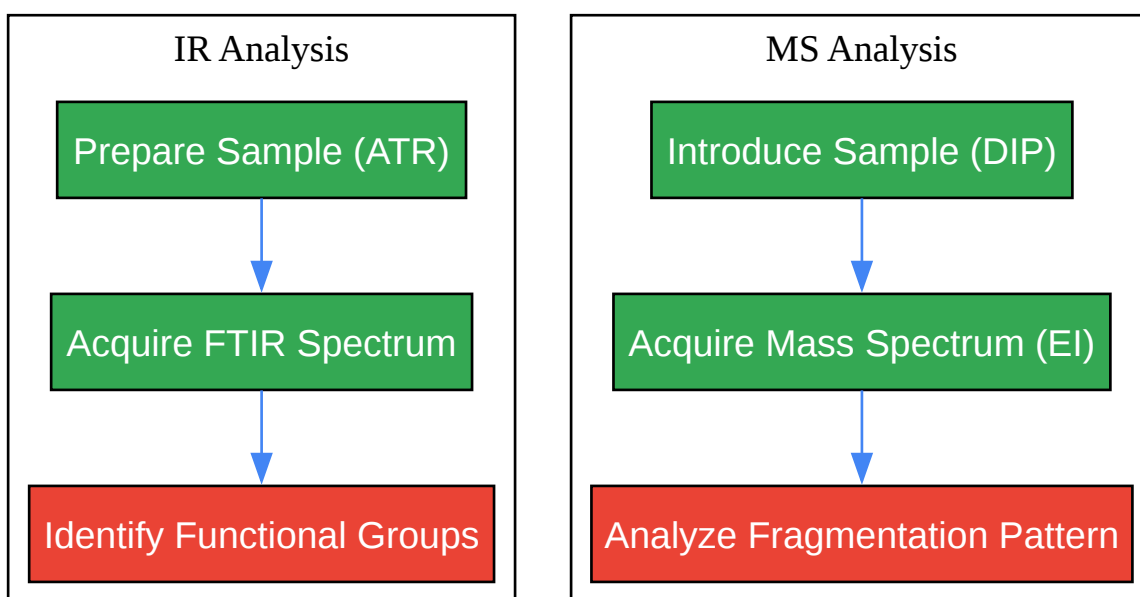 IR Analysis
Prepare Sample (ATR)
Acquire FTIR Spectrum
Identify Functional Groups
MS Analysis
Introduce Sample (DIP)
Acquire Mass Spectrum (EI)
Analyze Fragmentation Pattern